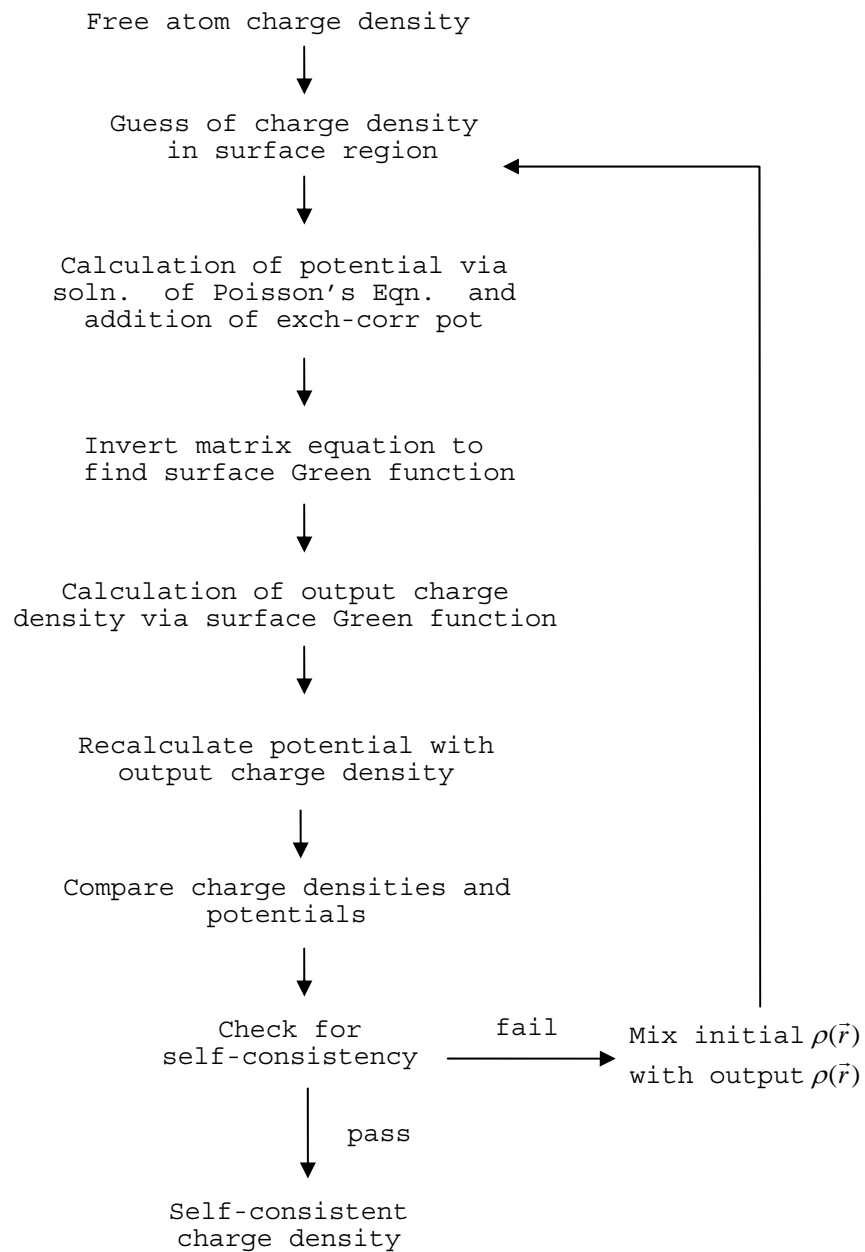 Free atom charge density
Guess of charge density
in surface region
Calculation of potential via
soln. of Poisson's Eqn. and
addition of exch-corr pot
Invert matrix equation to
find surface Green function
Calculation of output charge
density via surface Green function
Recalculate potential with
output charge density
Compare charge densities and
potentials
Check for
self-consistency
fail
Mix initial ρ(r⃗)
with output ρ(r⃗)
pass
Self-consistent
charge density